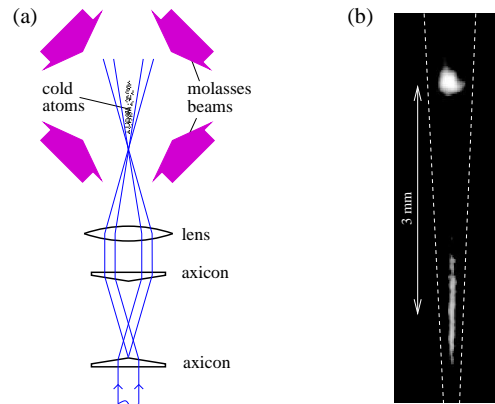 (a)
cold
atoms
molasses
beams
lens
axicon
axicon
(b)
3 mm